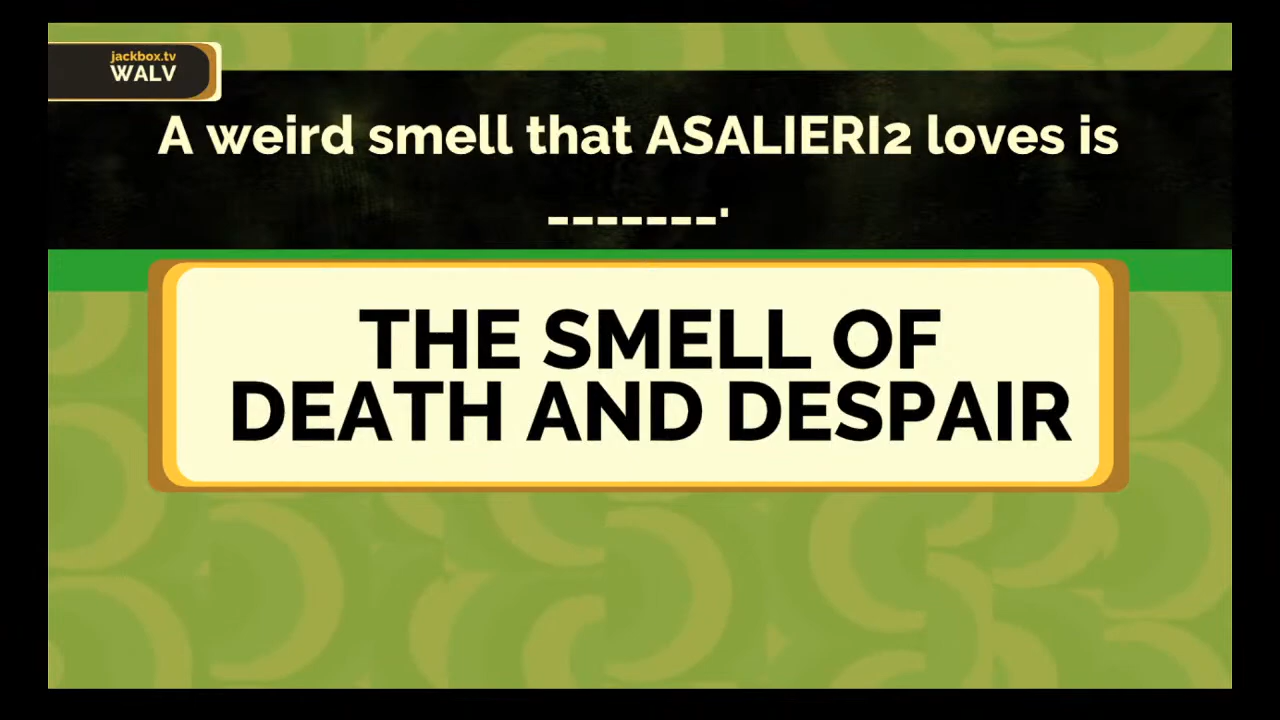 jackbox.tv
WALV
A weird smell that ASALIERI2 loves is
_______.
THE SMELL OF
DEATH AND DESPAIR